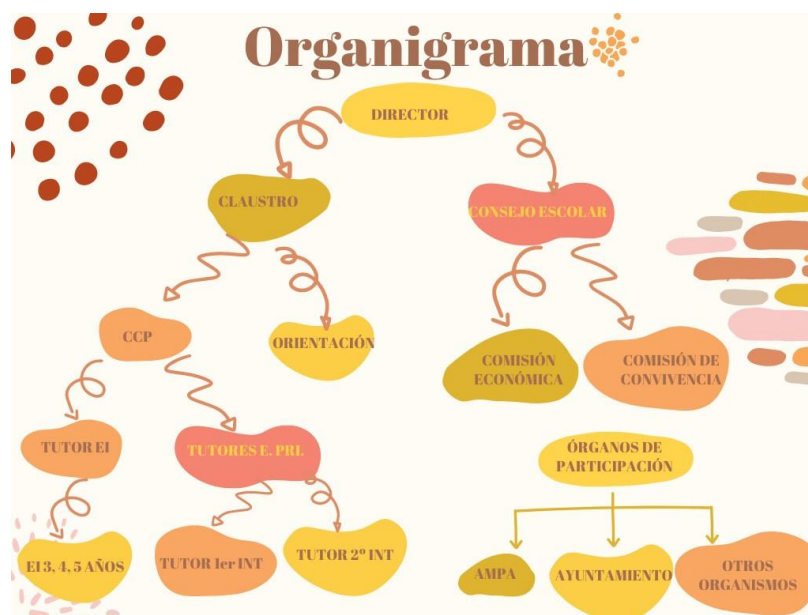 Organigrama
DIRECTOR
CLAUSTRO
CONSEJO ESCOLAR
CCP
ORIENTACIÓN
COMISIÓN
ECONÓMICA
COMISIÓN DE
CONVIVENCIA
TUTOR EI
TUTORES E. PRI.
ÓRGANOS DE
PARTICIPACIÓN
EI 3, 4, 5 AÑOS
TUTOR 1er INT
TUTOR 2º INT
AMPA
AYUNTAMIENTO
OTROS
ORGANISMOS